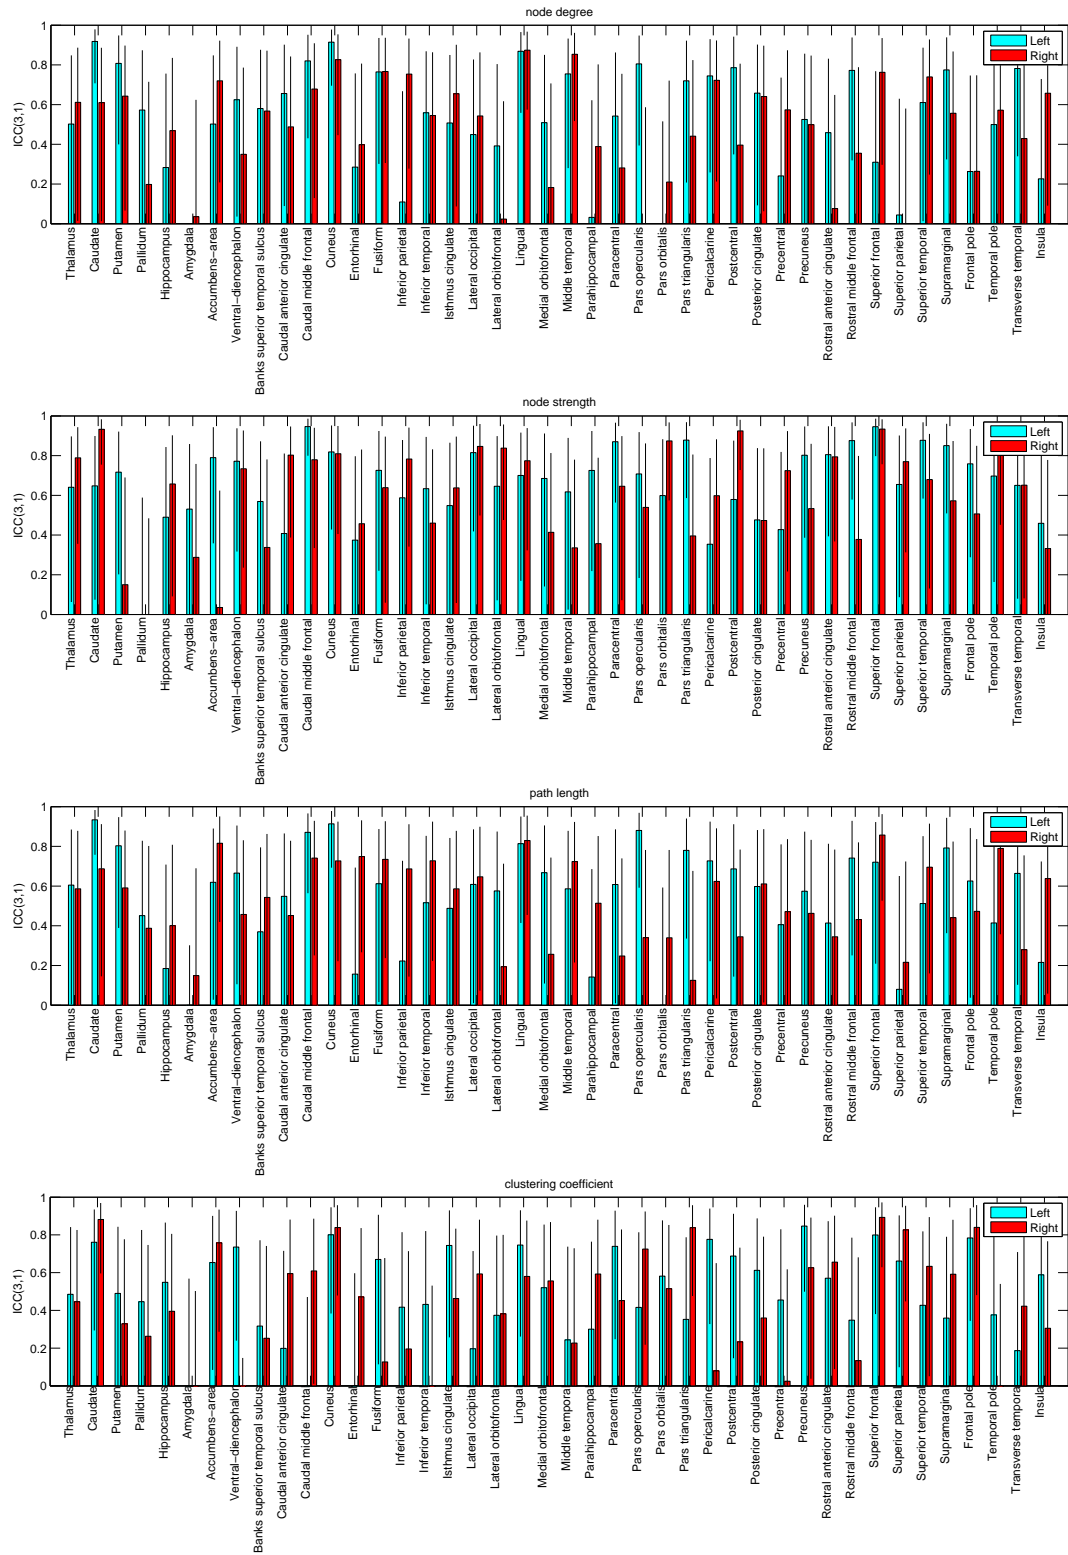 node degree
1
0.8
0.6
0.4
0.2
0
ICC(3,1)
Left
Right
Thalamus
Caudate
Putamen
Pallidum
Hippocampus
Amygdala
Accumbens−area
Ventral−diencephalon
Banks superior temporal sulcus
Caudal anterior cingulate
Caudal middle frontal
Cuneus
Entorhinal
Fusiform
Inferior parietal
Inferior temporal
Isthmus cingulate
Lateral occipital
Lateral orbitofrontal
Lingual
Medial orbitofrontal
Middle temporal
Parahippocampal
Paracentral
Pars opercularis
Pars orbitalis
Pars triangularis
Pericalcarine
Postcentral
Posterior cingulate
Precentral
Precuneus
Rostral anterior cingulate
Rostral middle frontal
Superior frontal
Superior parietal
Superior temporal
Supramarginal
Frontal pole
Temporal pole
Transverse temporal
Insula
node strength
1
0.8
0.6
0.4
0.2
0
ICC(3,1)
Left
Right
Thalamus
Caudate
Putamen
Pallidum
Hippocampus
Amygdala
Accumbens−area
Ventral−diencephalon
Banks superior temporal sulcus
Caudal anterior cingulate
Caudal middle frontal
Cuneus
Entorhinal
Fusiform
Inferior parietal
Inferior temporal
Isthmus cingulate
Lateral occipital
Lateral orbitofrontal
Lingual
Medial orbitofrontal
Middle temporal
Parahippocampal
Paracentral
Pars opercularis
Pars orbitalis
Pars triangularis
Pericalcarine
Postcentral
Posterior cingulate
Precentral
Precuneus
Rostral anterior cingulate
Rostral middle frontal
Superior frontal
Superior parietal
Superior temporal
Supramarginal
Frontal pole
Temporal pole
Transverse temporal
Insula
path length
1
0.8
0.6
0.4
0.2
0
ICC(3,1)
Left
Right
Thalamus
Caudate
Putamen
Pallidum
Hippocampus
Amygdala
Accumbens−area
Ventral−diencephalon
Banks superior temporal sulcus
Caudal anterior cingulate
Caudal middle frontal
Cuneus
Entorhinal
Fusiform
Inferior parietal
Inferior temporal
Isthmus cingulate
Lateral occipital
Lateral orbitofrontal
Lingual
Medial orbitofrontal
Middle temporal
Parahippocampal
Paracentral
Pars opercularis
Pars orbitalis
Pars triangularis
Pericalcarine
Postcentral
Posterior cingulate
Precentral
Precuneus
Rostral anterior cingulate
Rostral middle frontal
Superior frontal
Superior parietal
Superior temporal
Supramarginal
Frontal pole
Temporal pole
Transverse temporal
Insula
clustering coefficient
1
0.8
0.6
0.4
0.2
0
ICC(3,1)
Left
Right
Thalamus
Caudate
Putamen
Pallidum
Hippocampus
Amygdala
Accumbens−area
Ventral−diencephalon
Banks superior temporal sulcus
Caudal anterior cingulate
Caudal middle fronta
Cuneus
Entorhinal
Fusiform
Inferior parietal
Inferior tempora
Isthmus cingulate
Lateral occipita
Lateral orbitofronta
Lingual
Medial orbitofrontal
Middle tempora
Parahippocampal
Paracentral
Pars opercularis
Pars orbitalis
Pars triangularis
Pericalcarine
Postcentra
Posterior cingulate
Precentral
Precuneus
Rostral anterior cingulate
Rostral middle fronta
Superior frontal
Superior parietal
Superior temporal
Supramarginal
Frontal pole
Temporal pole
Transverse tempora
Insula